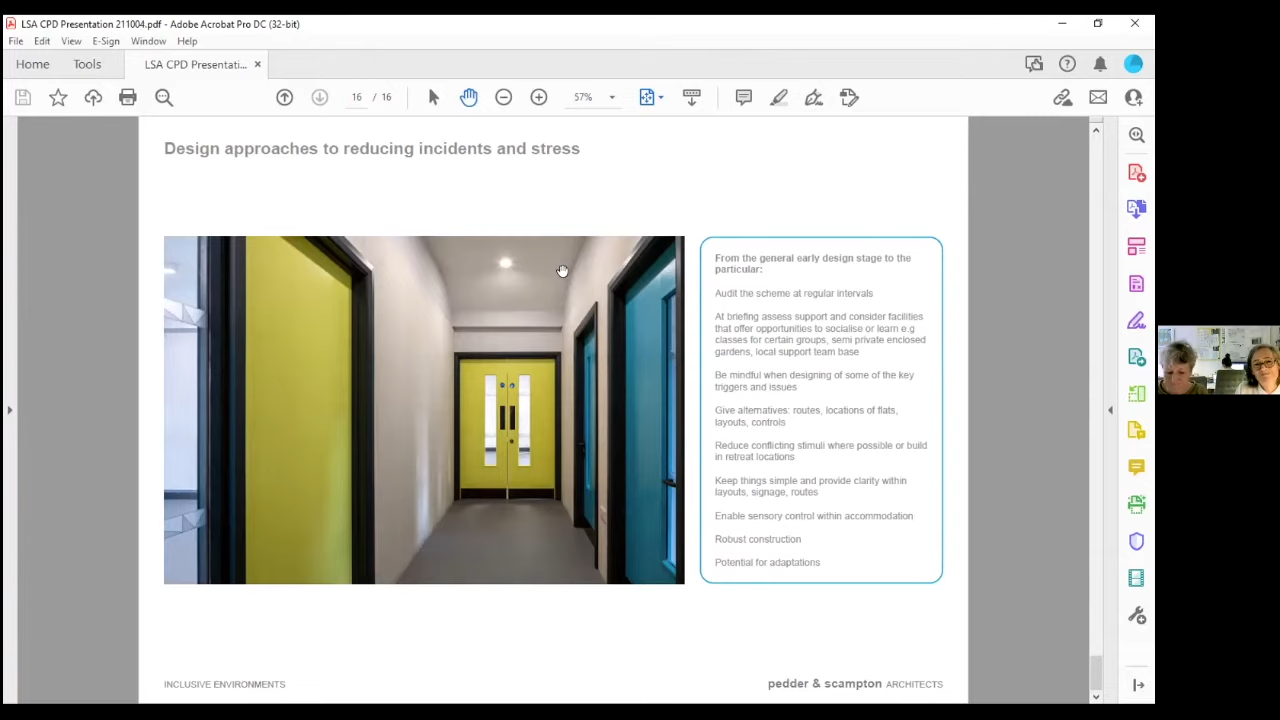 LSA CPD Presentation 211004.pdf - Adobe Acrobat Pro DC (32-bit)
File Edit View E-Sign Window Help
Home Tools LSA CPD Presentati... ×
16 / 16 57%
Design approaches to reducing incidents and stress
From the general early design stage to the
particular:
Audit the scheme at regular intervals
At briefing assess support and consider facilities
that offer opportunities to socialise or learn e.g
classes for certain groups, semi private enclosed
gardens, local support team base
Be mindful when designing of some of the key
triggers and issues
Give alternatives: routes, locations of flats,
layouts, controls
Reduce conflicting stimuli where possible or build
in retreat locations
Keep things simple and provide clarity within
layouts, signage, routes
Enable sensory control within accommodation
Robust construction
Potential for adaptations
INCLUSIVE ENVIRONMENTS
pedder & scampton ARCHITECTS